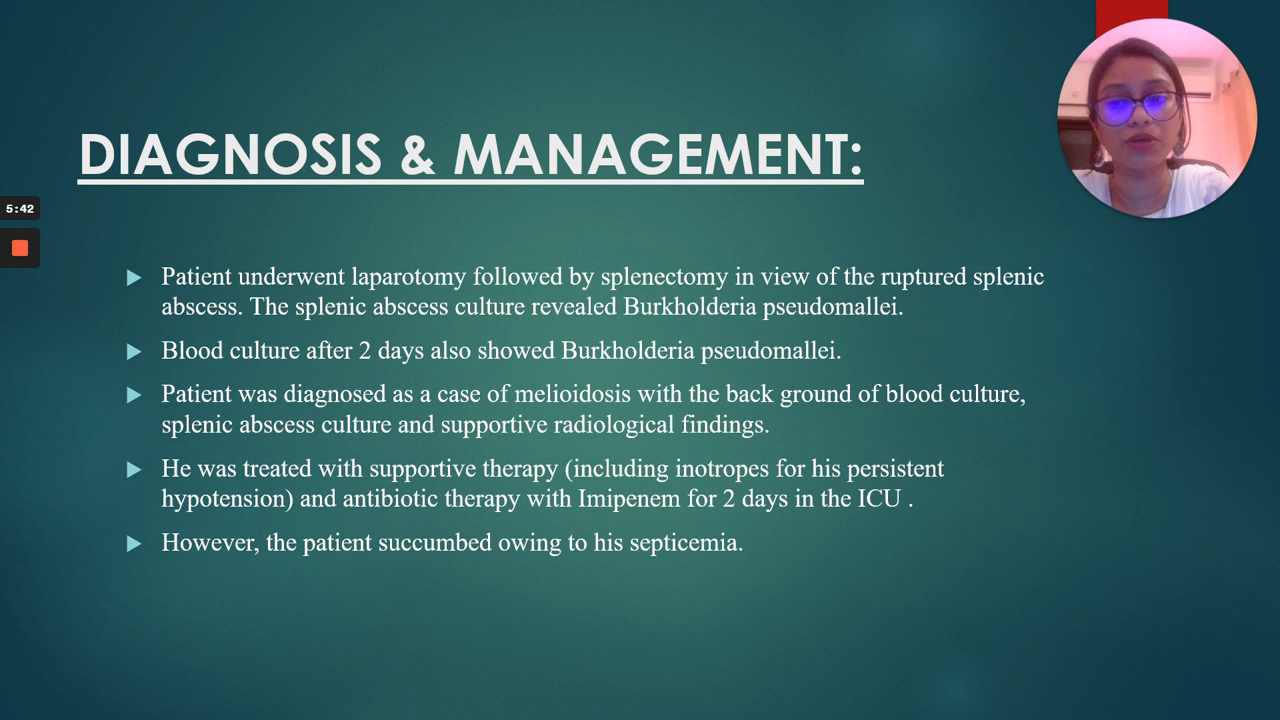 DIAGNOSIS & MANAGEMENT:
5:42
Patient underwent laparotomy followed by splenectomy in view of the ruptured splenic
abscess. The splenic abscess culture revealed Burkholderia pseudomallei.
Blood culture after 2 days also showed Burkholderia pseudomallei.
Patient was diagnosed as a case of melioidosis with the back ground of blood culture,
splenic abscess culture and supportive radiological findings.
He was treated with supportive therapy (including inotropes for his persistent
hypotension) and antibiotic therapy with Imipenem for 2 days in the ICU .
However, the patient succumbed owing to his septicemia.